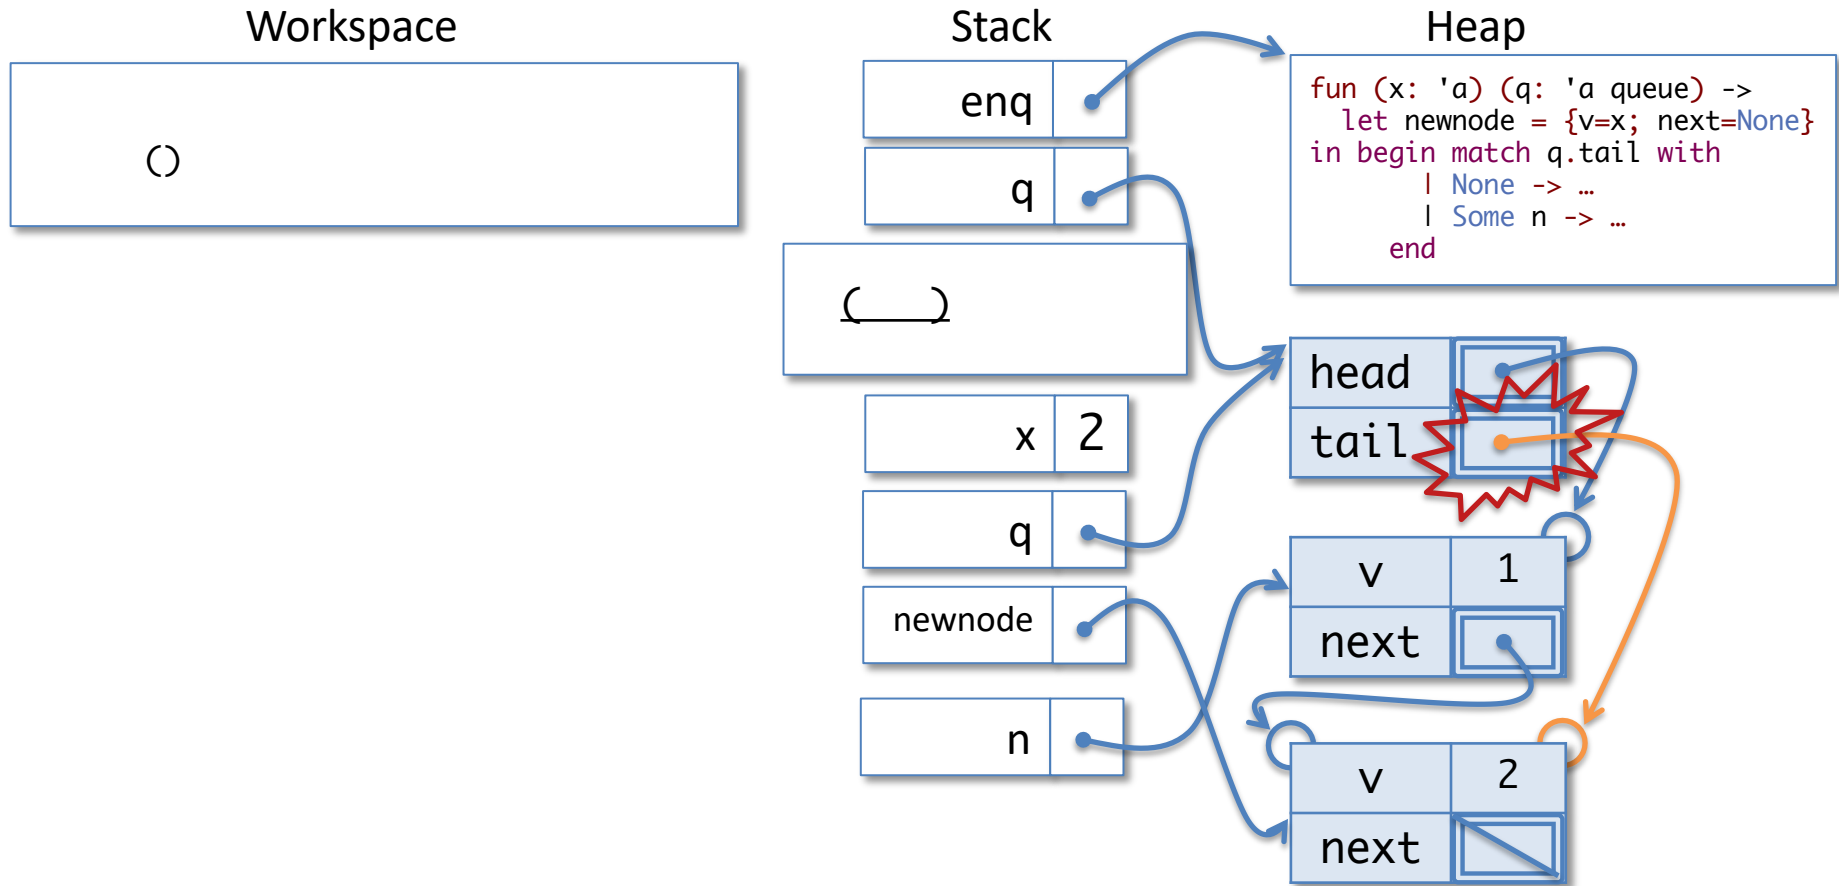 Workspace
Stack
Heap
()
enq
q
(    )
x 2
q
newnode
n
fun (x: 'a) (q: 'a queue) ->
let newnode = {v=x; next=None}
in begin match q.tail with
| None -> …
| Some n -> …
end
head
tail
v 1
next
v 2
next